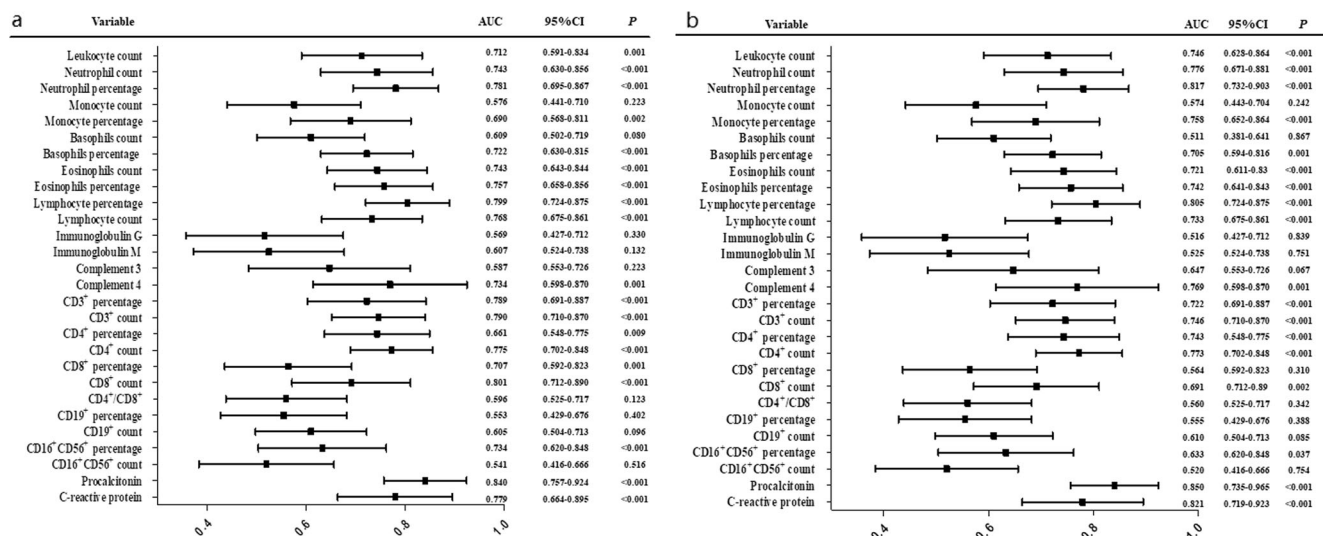 a
Variable AUC 95%CI P
Leukocyte count 0.712 0.591-0.834 0.001
Neutrophil count 0.743 0.630-0.856 <0.001
Neutrophil percentage 0.781 0.695-0.867 <0.001
Monocyte count 0.576 0.441-0.710 0.223
Monocyte percentage 0.690 0.568-0.811 0.002
Basophils count 0.609 0.502-0.719 0.080
Basophils percentage 0.722 0.630-0.815 <0.001
Eosinophils count 0.743 0.643-0.844 <0.001
Eosinophils percentage 0.757 0.658-0.856 <0.001
Lymphocyte percentage 0.799 0.724-0.875 <0.001
Lymphocyte count 0.768 0.675-0.861 <0.001
Immunoglobulin G 0.569 0.427-0.712 0.330
Immunoglobulin M 0.607 0.524-0.738 0.132
Complement 3 0.587 0.553-0.726 0.223
Complement 4 0.734 0.598-0.870 0.001
CD3⁺ percentage 0.789 0.691-0.887 <0.001
CD3⁺ count 0.790 0.710-0.870 <0.001
CD4⁺ percentage 0.661 0.548-0.775 0.009
CD4⁺ count 0.775 0.702-0.848 <0.001
CD8⁺ percentage 0.707 0.592-0.823 0.001
CD8⁺ count 0.801 0.712-0.890 <0.001
CD4⁺/CD8⁺ 0.596 0.525-0.717 0.123
CD19⁺ percentage 0.553 0.429-0.676 0.402
CD19⁺ count 0.605 0.504-0.713 0.096
CD16⁺CD56⁺ percentage 0.734 0.620-0.848 <0.001
CD16⁺CD56⁺ count 0.541 0.416-0.666 0.516
Procalcitonin 0.840 0.757-0.924 <0.001
C-reactive protein 0.779 0.664-0.895 <0.001
0.4 0.6 0.8 1.0
b
Variable AUC 95%CI P
Leukocyte count 0.746 0.628-0.864 <0.001
Neutrophil count 0.776 0.671-0.881 <0.001
Neutrophil percentage 0.817 0.732-0.903 <0.001
Monocyte count 0.574 0.443-0.704 0.242
Monocyte percentage 0.758 0.652-0.864 <0.001
Basophils count 0.511 0.381-0.641 0.867
Basophils percentage 0.705 0.594-0.816 0.001
Eosinophils count 0.721 0.611-0.83 <0.001
Eosinophils percentage 0.742 0.641-0.843 <0.001
Lymphocyte percentage 0.805 0.724-0.875 <0.001
Lymphocyte count 0.733 0.675-0.861 <0.001
Immunoglobulin G 0.516 0.427-0.712 0.839
Immunoglobulin M 0.525 0.524-0.738 0.751
Complement 3 0.647 0.553-0.726 0.067
Complement 4 0.769 0.598-0.870 0.001
CD3⁺ percentage 0.722 0.691-0.887 <0.001
CD3⁺ count 0.746 0.710-0.870 <0.001
CD4⁺ percentage 0.743 0.548-0.775 <0.001
CD4⁺ count 0.773 0.702-0.848 <0.001
CD8⁺ percentage 0.564 0.592-0.823 0.310
CD8⁺ count 0.691 0.712-0.89 0.002
CD4⁺/CD8⁺ 0.560 0.525-0.717 0.342
CD19⁺ percentage 0.555 0.429-0.676 0.388
CD19⁺ count 0.610 0.504-0.713 0.085
CD16⁺CD56⁺ percentage 0.633 0.620-0.848 0.037
CD16⁺CD56⁺ count 0.520 0.416-0.666 0.754
Procalcitonin 0.850 0.735-0.965 <0.001
C-reactive protein 0.821 0.719-0.923 <0.001
0.4 0.6 0.8 1.0